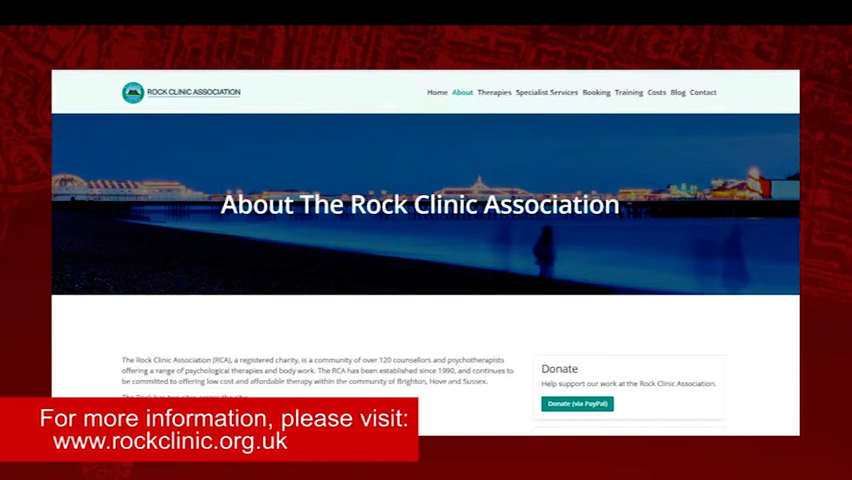 ROCK CLINIC ASSOCIATION
Home About Therapies Specialist Services Booking Training Costs Blog Contact
About The Rock Clinic Association
The Rock Clinic Association (RCA), a registered charity, is a community of over 120 counsellors and psychotherapists
offering a range of psychological therapies and body work. The RCA has been established since 1990, and continues to
be committed to offering low cost and affordable therapy within the community of Brighton, Hove and Sussex.
Donate
Help support our work at the Rock Clinic Association.
Donate (via PayPal)
For more information, please visit:
www.rockclinic.org.uk